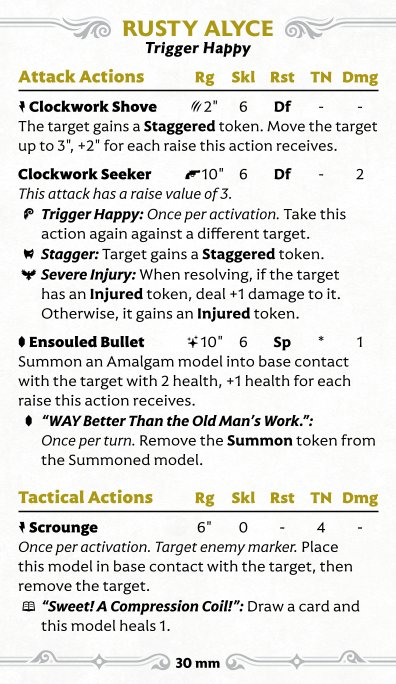 RUSTY ALYCE
Trigger Happy
Attack Actions Rg Skl Rst TN Dmg
Clockwork Shove 2" 6 Df - -
The target gains a Staggered token. Move the target
up to 3", +2" for each raise this action receives.
Clockwork Seeker 10" 6 Df - 2
This attack has a raise value of 3.
Trigger Happy: Once per activation. Take this
action again against a different target.
Stagger: Target gains a Staggered token.
Severe Injury: When resolving, if the target
has an Injured token, deal +1 damage to it.
Otherwise, it gains an Injured token.
Ensouled Bullet 10" 6 Sp * 1
Summon an Amalgam model into base contact
with the target with 2 health, +1 health for each
raise this action receives.
"WAY Better Than the Old Man's Work.":
Once per turn. Remove the Summon token from
the Summoned model.
Tactical Actions Rg Skl Rst TN Dmg
Scrounge 6" 0 - 4 -
Once per activation. Target enemy marker. Place
this model in base contact with the target, then
remove the target.
"Sweet! A Compression Coil!": Draw a card and
this model heals 1.
30 mm